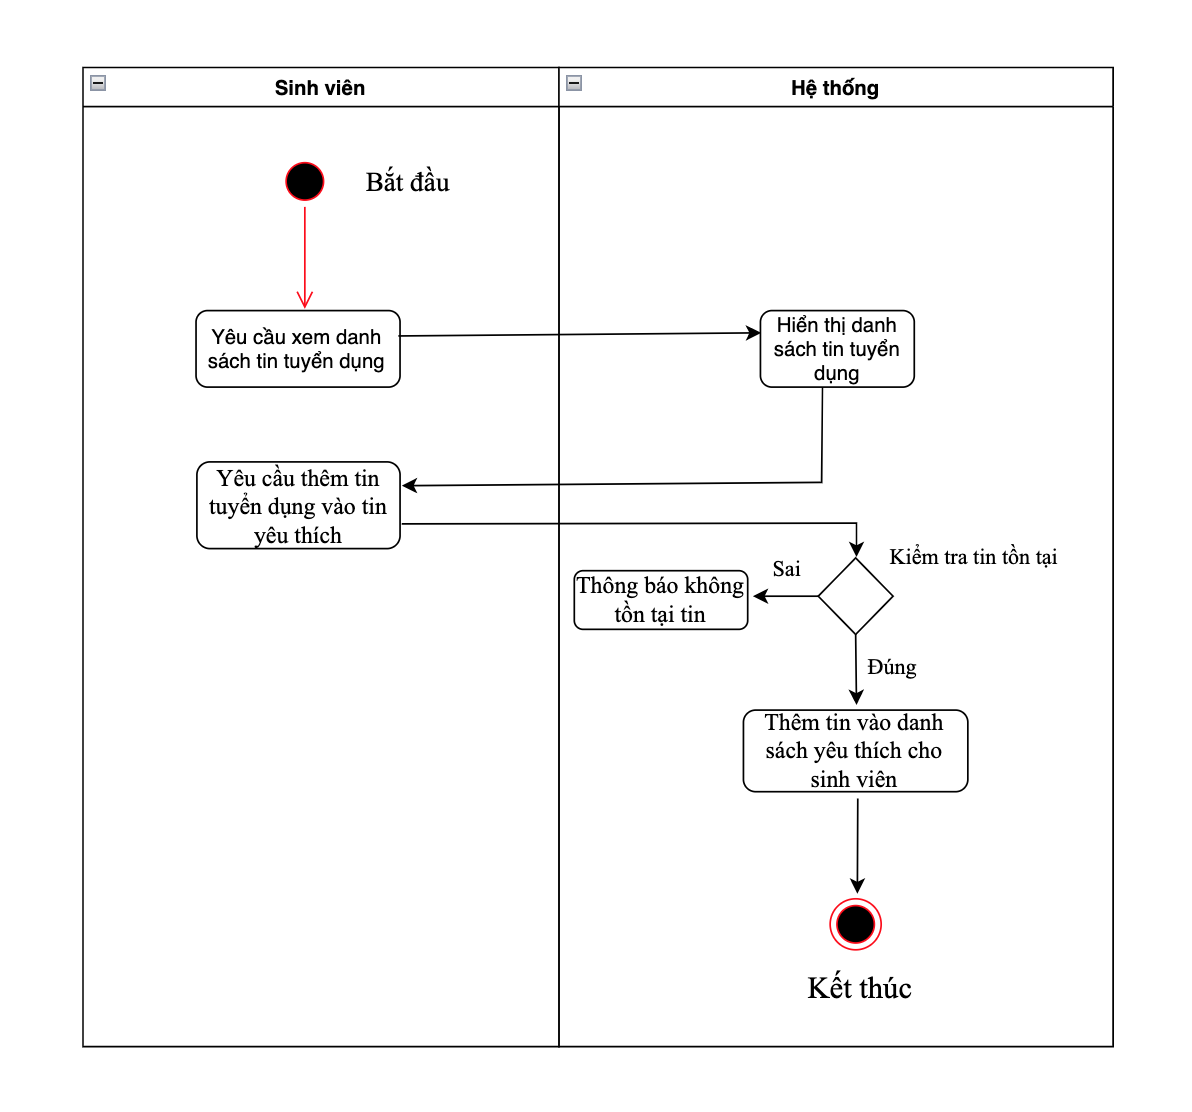 Sinh viên
Hệ thống
Bắt đầu
Yêu cầu xem danh
sách tin tuyển dụng
Hiển thị danh
sách tin tuyển
dụng
Yêu cầu thêm tin
tuyển dụng vào tin
yêu thích
Kiểm tra tin tồn tại
Sai
Thông báo không
tồn tại tin
Đúng
Thêm tin vào danh
sách yêu thích cho
sinh viên
Kết thúc